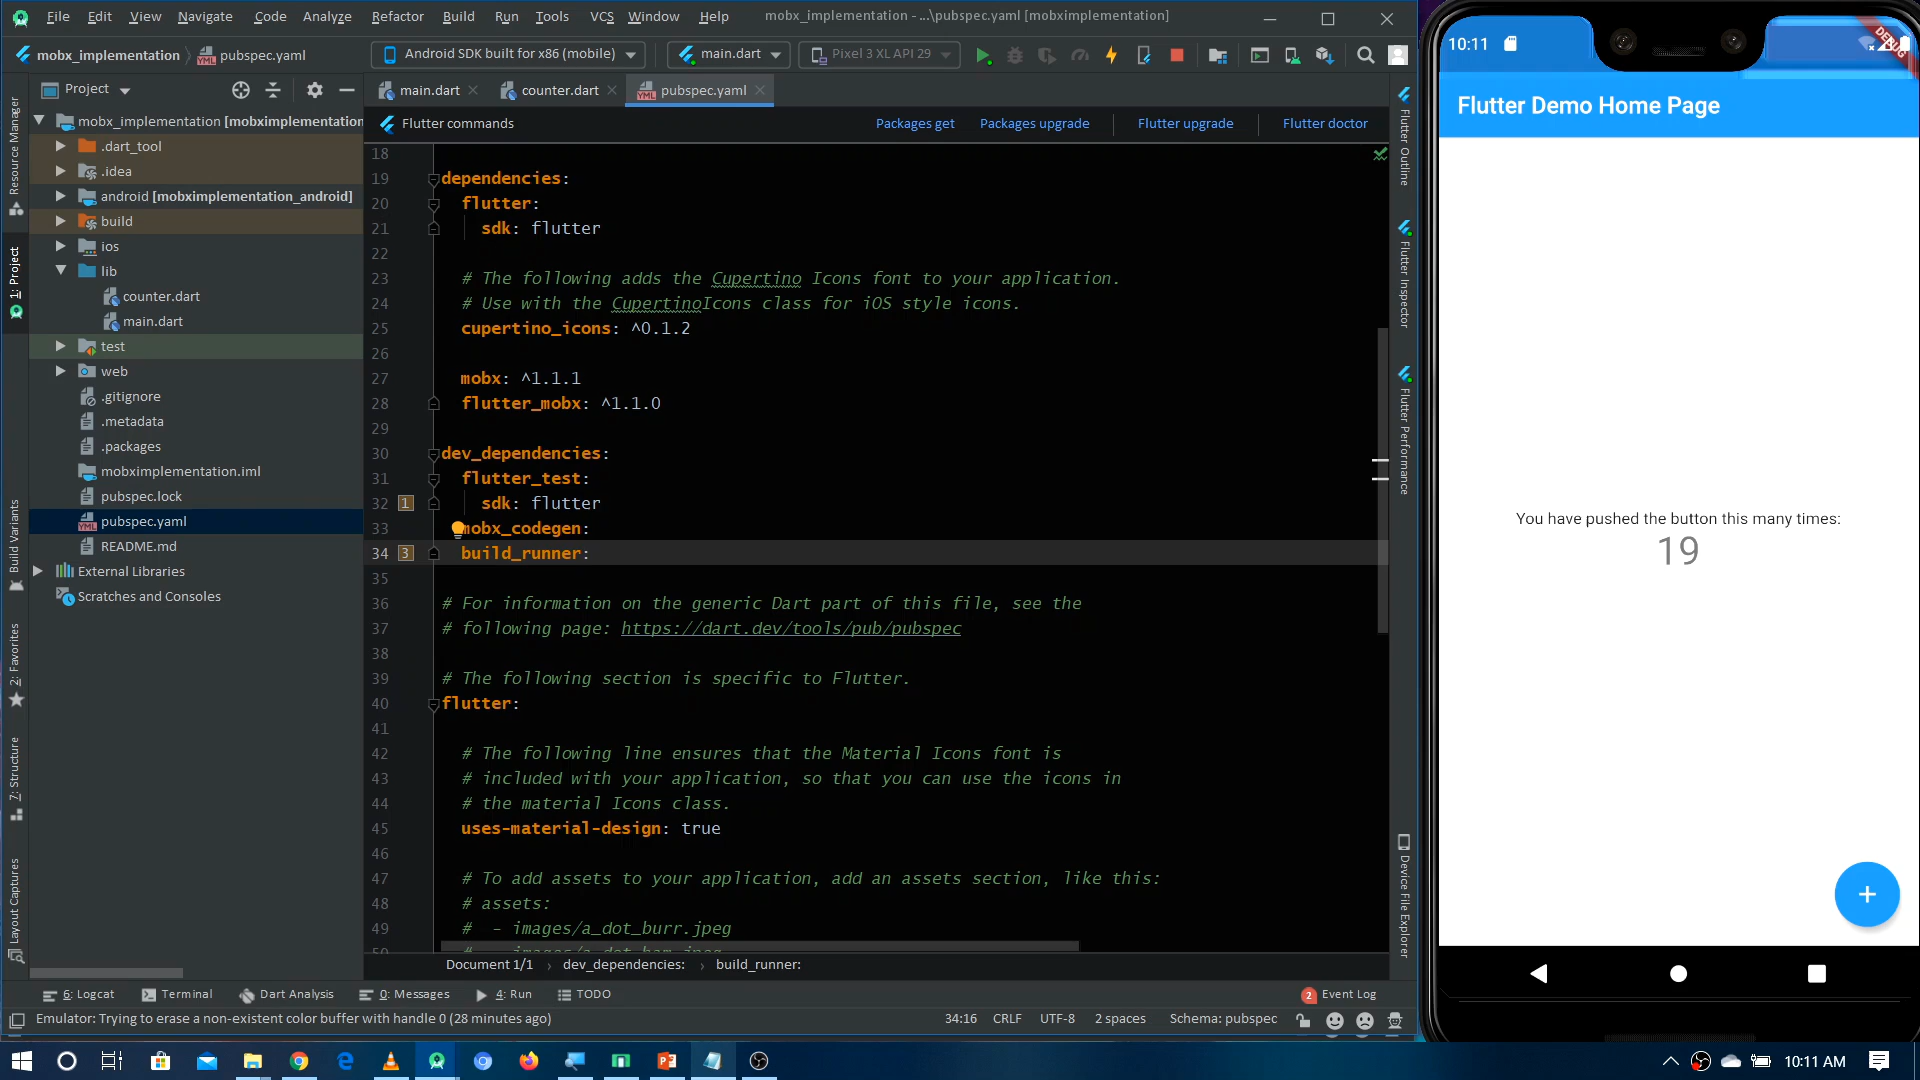 File Edit View Navigate Code Analyze Refactor Build Run Tools VCS Window Help mobx_implementation - ...\pubspec.yaml [mobximplementation]
mobx_implementation pubspec.yaml Android SDK built for x86 (mobile) main.dart Pixel 3 XL API 29
Project
main.dart
counter.dart
pubspec.yaml
Flutter commands Packages get Packages upgrade Flutter upgrade Flutter doctor
Resource Manager
1: Project
Build Variants
2: Favorites
7: Structure
Layout Captures
mobx_implementation [mobximplementation
.dart_tool
.idea
android [mobximplementation_android]
build
ios
lib
counter.dart
main.dart
test
web
.gitignore
.metadata
.packages
mobximplementation.iml
pubspec.lock
pubspec.yaml
README.md
External Libraries
Scratches and Consoles
18
19 dependencies:
20 flutter:
21 sdk: flutter
22
23 # The following adds the Cupertino Icons font to your application.
24 # Use with the CupertinoIcons class for iOS style icons.
25 cupertino_icons: ^0.1.2
26
27 mobx: ^1.1.1
28 flutter_mobx: ^1.1.0
29
30 dev_dependencies:
31 flutter_test:
32 1 sdk: flutter
33 mobx_codegen:
34 3 build_runner:
35
36 # For information on the generic Dart part of this file, see the
37 # following page: https://dart.dev/tools/pub/pubspec
38
39 # The following section is specific to Flutter.
40 flutter:
41
42 # The following line ensures that the Material Icons font is
43 # included with your application, so that you can use the icons in
44 # the material Icons class.
45 uses-material-design: true
46
47 # To add assets to your application, add an assets section, like this:
48 # assets:
49 # - images/a_dot_burr.jpeg
50 # - images/a_dot_ham.jpeg
Document 1/1 › dev_dependencies: › build_runner:
Flutter Outline
Flutter Inspector
Flutter Performance
Device File Explorer
6: Logcat Terminal Dart Analysis 0: Messages 4: Run TODO 2 Event Log
Emulator: Trying to erase a non-existent color buffer with handle 0 (28 minutes ago) 34:16 CRLF UTF-8 2 spaces Schema: pubspec
10:11
DEBUG
Flutter Demo Home Page
You have pushed the button this many times:
19
10:11 AM